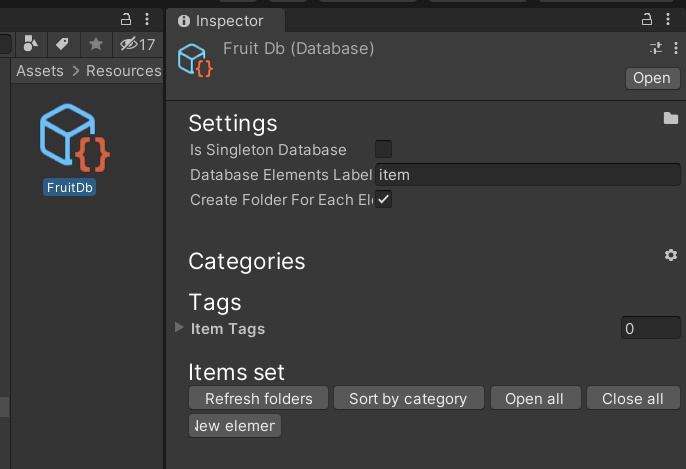 Inspector
17
Fruit Db (Database)
Assets > Resources
Open
FruitDb
Settings
Is Singleton Database
Database Elements Label item
Create Folder For Each El
Categories
Tags
Item Tags 0
Items set
Refresh folders Sort by category Open all Close all
New elemer